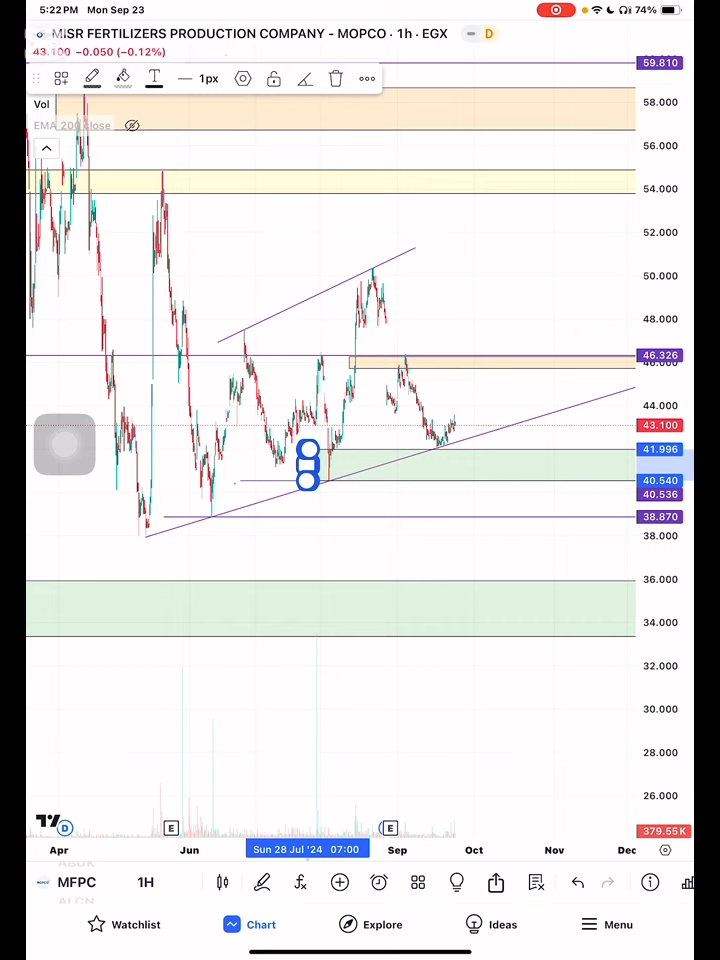 5:22 PM Mon Sep 23
74%
MISR FERTILIZERS PRODUCTION COMPANY - MOPCO · 1h · EGX
D
43.100 −0.050 (−0.12%)
59.810
1px
Vol
58.000
EMA 200 close
56.000
54.000
52.000
50.000
48.000
46.326
46.000
44.000
43.100
41.996
40.540
40.536
38.870
38.000
36.000
34.000
32.000
30.000
28.000
26.000
D
E
E
379.55K
Apr
Jun
Sun 28 Jul '24 07:00
Sep
Oct
Nov
Dec
ABUK
MFPC
1H
ALCN
Watchlist
Chart
Explore
Ideas
Menu